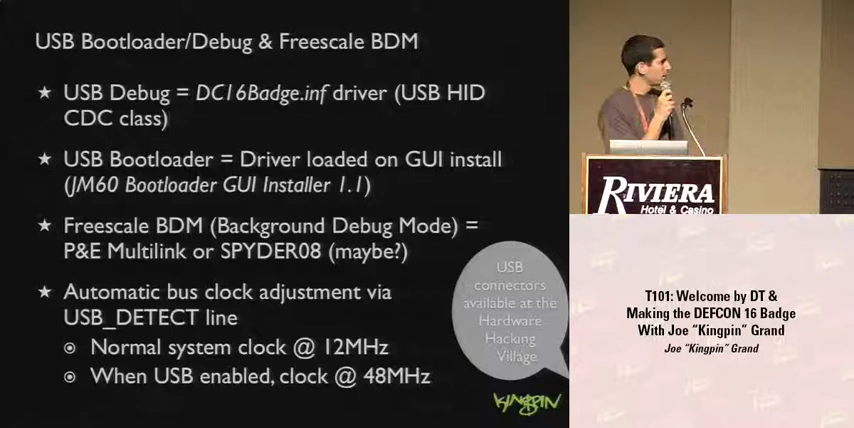 USB Bootloader/Debug & Freescale BDM
★ USB Debug = DC16Badge.inf driver (USB HID
CDC class)
★ USB Bootloader = Driver loaded on GUI install
(JM60 Bootloader GUI Installer 1.1)
★ Freescale BDM (Background Debug Mode) =
P&E Multilink or SPYDER08 (maybe?)
★ Automatic bus clock adjustment via
USB_DETECT line
◉ Normal system clock @ 12MHz
◉ When USB enabled, clock @ 48MHz
USB
connectors
available at the
Hardware
Hacking
Village.
KINGPIN
RIVIERA
Hotel & Casino
T101: Welcome by DT &
Making the DEFCON 16 Badge
With Joe "Kingpin" Grand
Joe "Kingpin" Grand